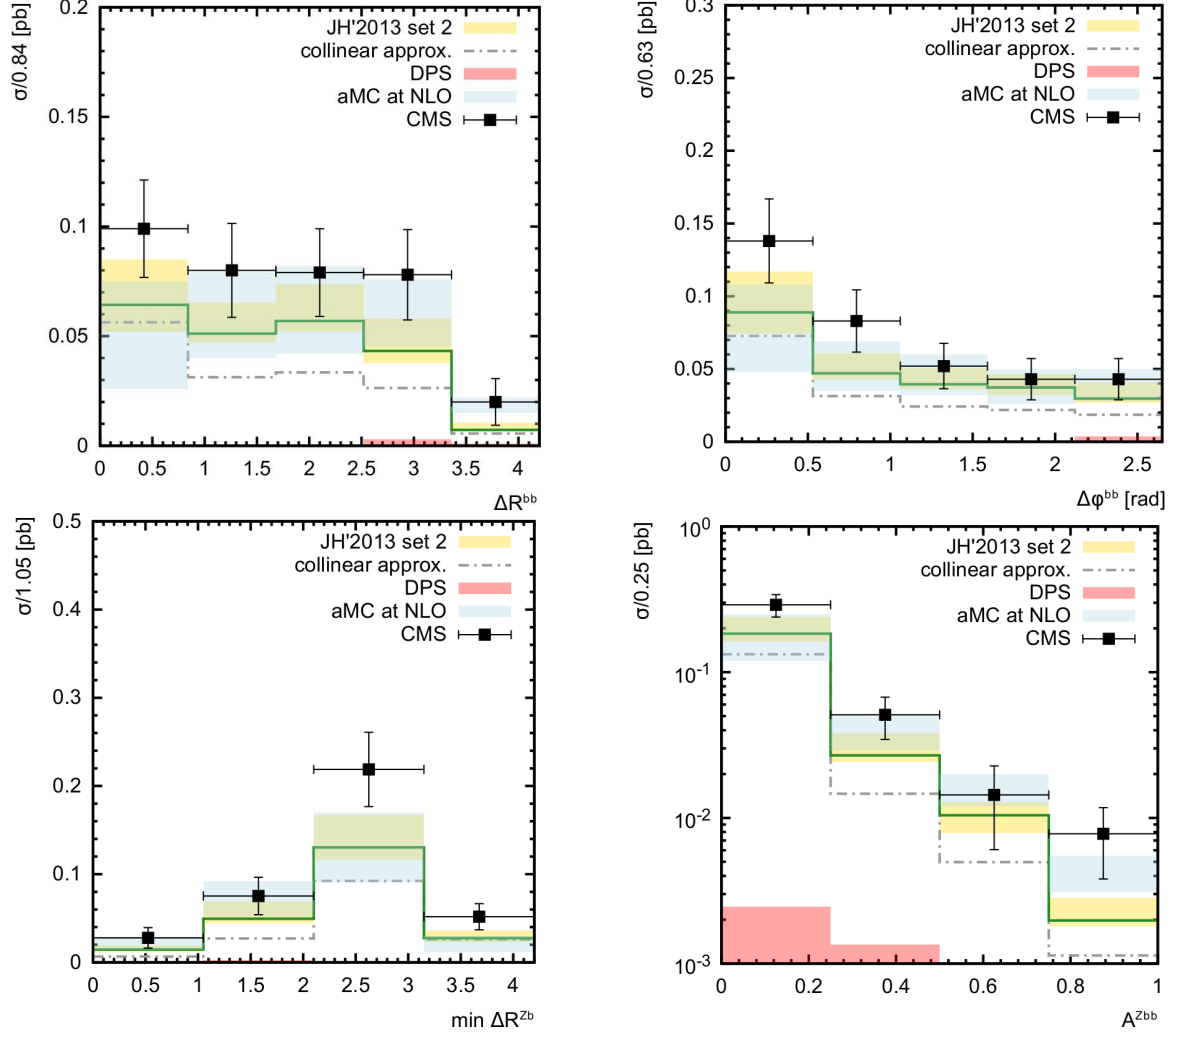 σ/0.84 [pb]
0.2
0.15
0.1
0.05
0
JH'2013 set 2
collinear approx.
DPS
aMC at NLO
CMS
0 0.5 1 1.5 2 2.5 3 3.5 4
ΔR^bb
σ/0.63 [pb]
0.3
0.25
0.2
0.15
0.1
0.05
0
JH'2013 set 2
collinear approx.
DPS
aMC at NLO
CMS
0 0.5 1 1.5 2 2.5
Δφ^bb [rad]
σ/1.05 [pb]
0.5
0.4
0.3
0.2
0.1
0
JH'2013 set 2
collinear approx.
DPS
aMC at NLO
CMS
0 0.5 1 1.5 2 2.5 3 3.5 4
min ΔR^Zb
σ/0.25 [pb]
10^0
10^-1
10^-2
10^-3
JH'2013 set 2
collinear approx.
DPS
aMC at NLO
CMS
0 0.2 0.4 0.6 0.8 1
A^Zbb